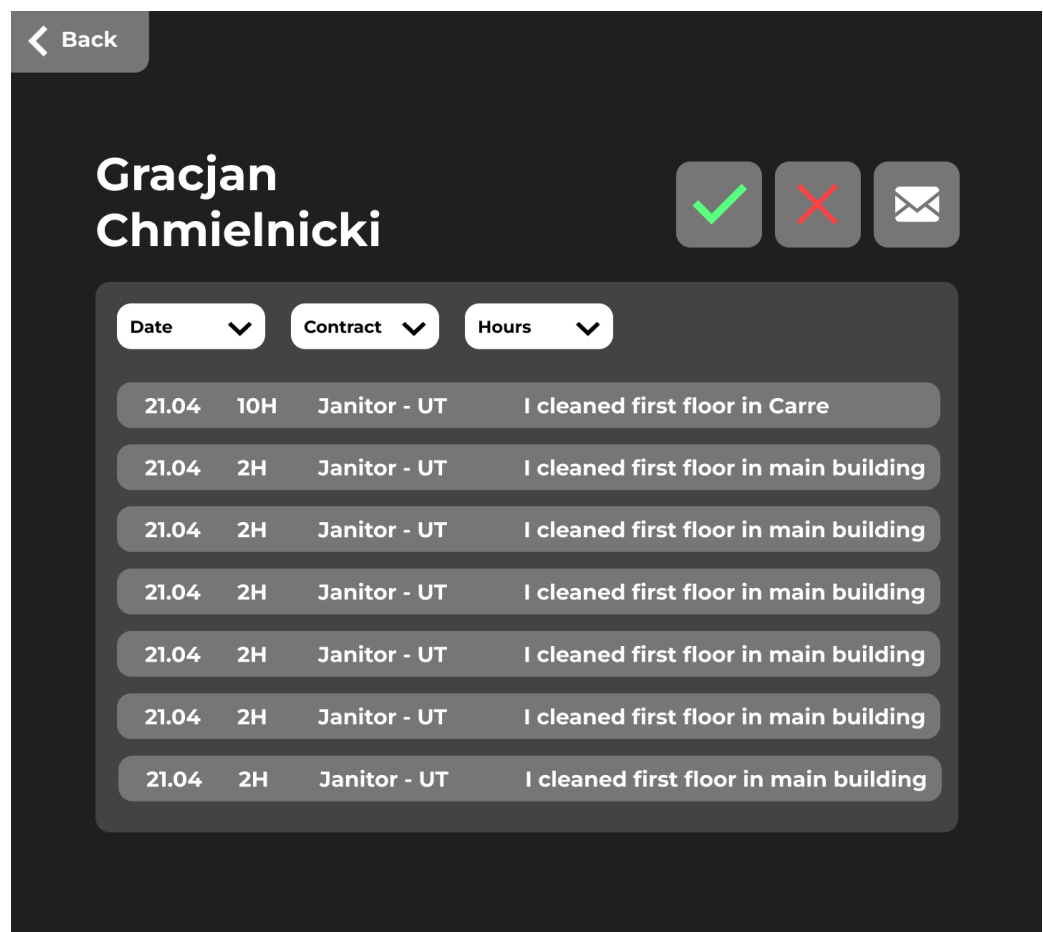 Back
Gracjan
Chmielnicki
Date Contract Hours
21.04 10H Janitor - UT I cleaned first floor in Carre
21.04 2H Janitor - UT I cleaned first floor in main building
21.04 2H Janitor - UT I cleaned first floor in main building
21.04 2H Janitor - UT I cleaned first floor in main building
21.04 2H Janitor - UT I cleaned first floor in main building
21.04 2H Janitor - UT I cleaned first floor in main building
21.04 2H Janitor - UT I cleaned first floor in main building